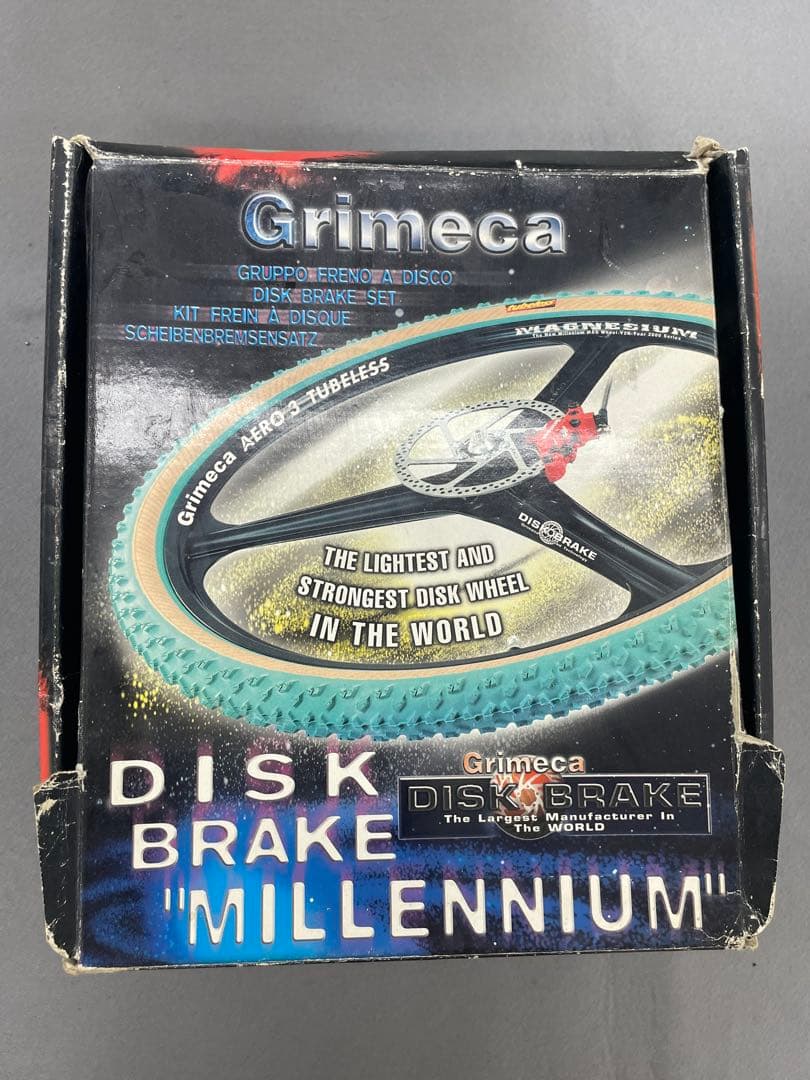 Grimeca
GRUPPO FRENO A DISCO
DISK BRAKE SET
KIT FREIN À DISQUE
SCHEIBENBREMSENSATZ
tubeless
MAGNESIUM
Grimeca AERO 3 TUBELESS
DISK BRAKE
THE LIGHTEST AND
STRONGEST DISK WHEEL
IN THE WORLD
DISK
BRAKE
"MILLENNIUM"
Grimeca
DISK BRAKE
The Largest Manufacturer In
The WORLD